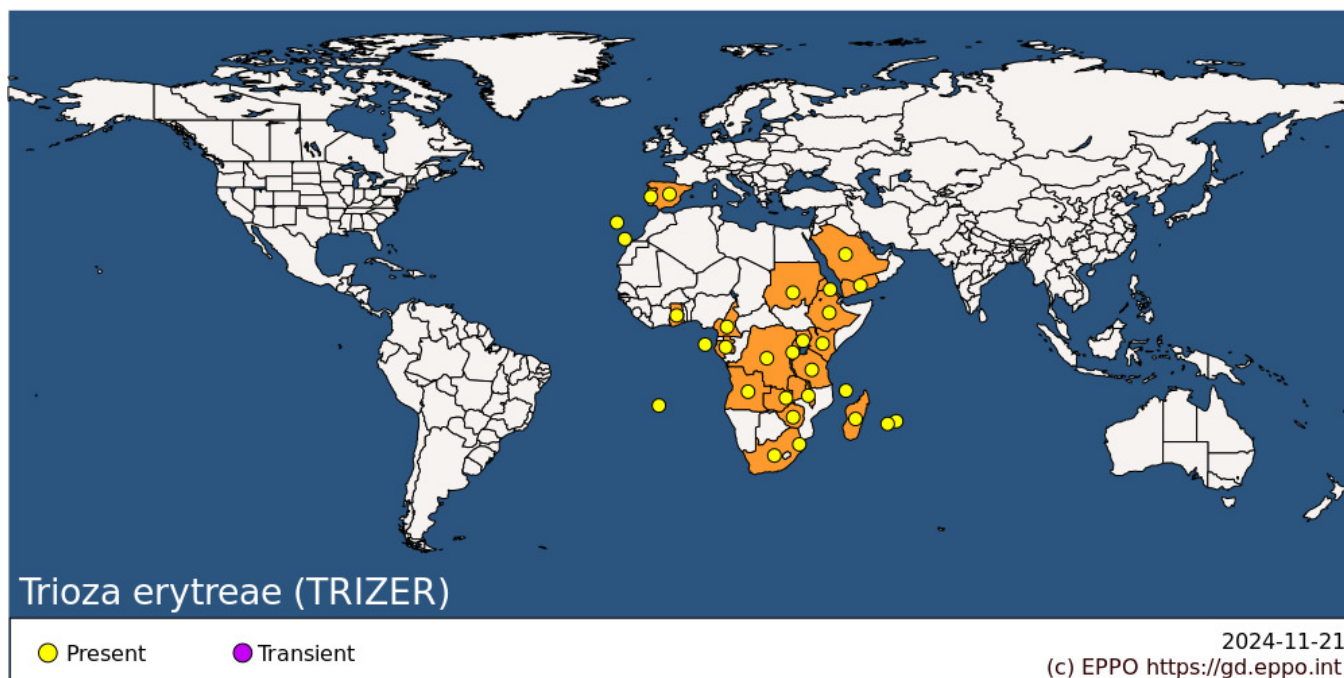 Trioza erytreae (TRIZER)
Present
Transient
2024-11-21
(c) EPPO https://gd.eppo.int